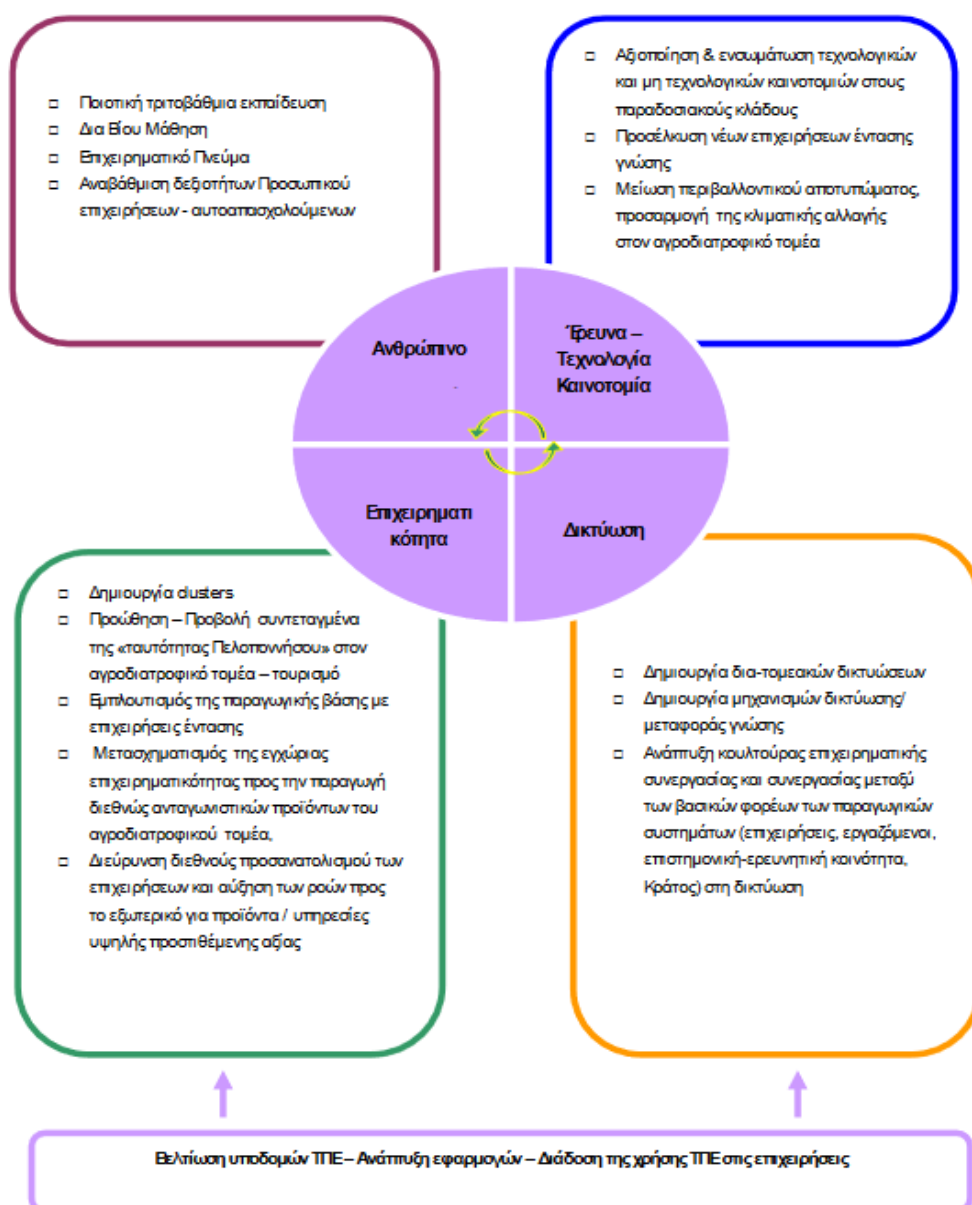 □ Ποιοτική τριτοβάθμια εκπαίδευση
□ Δια Βίου Μάθηση
□ Επιχειρηματικό Πνεύμα
□ Αναβάθμιση δεξιοτήτων Προσωπικού
επιχειρήσεων - αυτοαπασχολούμενων
□ Αξιοποίηση & ενσωμάτωση τεχνολογικών
και μη τεχνολογικών καινοτομιών στους
παραδοσιακούς κλάδους
□ Προσέλκυση νέων επιχειρήσεων έντασης
γνώσης
□ Μείωση περιβαλλοντικού αποτυπώματος,
προσαρμογή της κλιματικής αλλαγής
στον αγροδιατροφικό τομέα
Ανθρώπινο
Έρευνα –
Τεχνολογία
Καινοτομία
Επιχειρηματι
κότητα
Δικτύωση
□ Δημιουργία clusters
□ Προώθηση – Προβολή συντεταγμένα
της «ταυτότητας Πελοποννήσου» στον
αγροδιατροφικό τομέα – τουρισμό
□ Εμπλουτισμός της παραγωγικής βάσης με
επιχειρήσεις έντασης
□ Μετασχηματισμός της εγχώριας
επιχειρηματικότητας προς την παραγωγή
διεθνώς ανταγωνιστικών προϊόντων του
αγροδιατροφικού τομέα,
□ Διεύρυνση διεθνούς προσανατολισμού των
επιχειρήσεων και αύξηση των ροών προς
το εξωτερικό για προϊόντα / υπηρεσίες
υψηλής προστιθέμενης αξίας
□ Δημιουργία δια-τομεακών δικτυώσεων
□ Δημιουργία μηχανισμών δικτύωσης/
μεταφοράς γνώσης
□ Ανάπτυξη κουλτούρας επιχειρηματικής
συνεργασίας και συνεργασίας μεταξύ
των βασικών φορέων των παραγωγικών
συστημάτων (επιχειρήσεις, εργαζόμενοι,
επιστημονική-ερευνητική κοινότητα,
Κράτος) στη δικτύωση
Βελτίωση υποδομών ΤΠΕ – Ανάπτυξη εφαρμογών – Διάδοση της χρήσης ΤΠΕ στις επιχειρήσεις